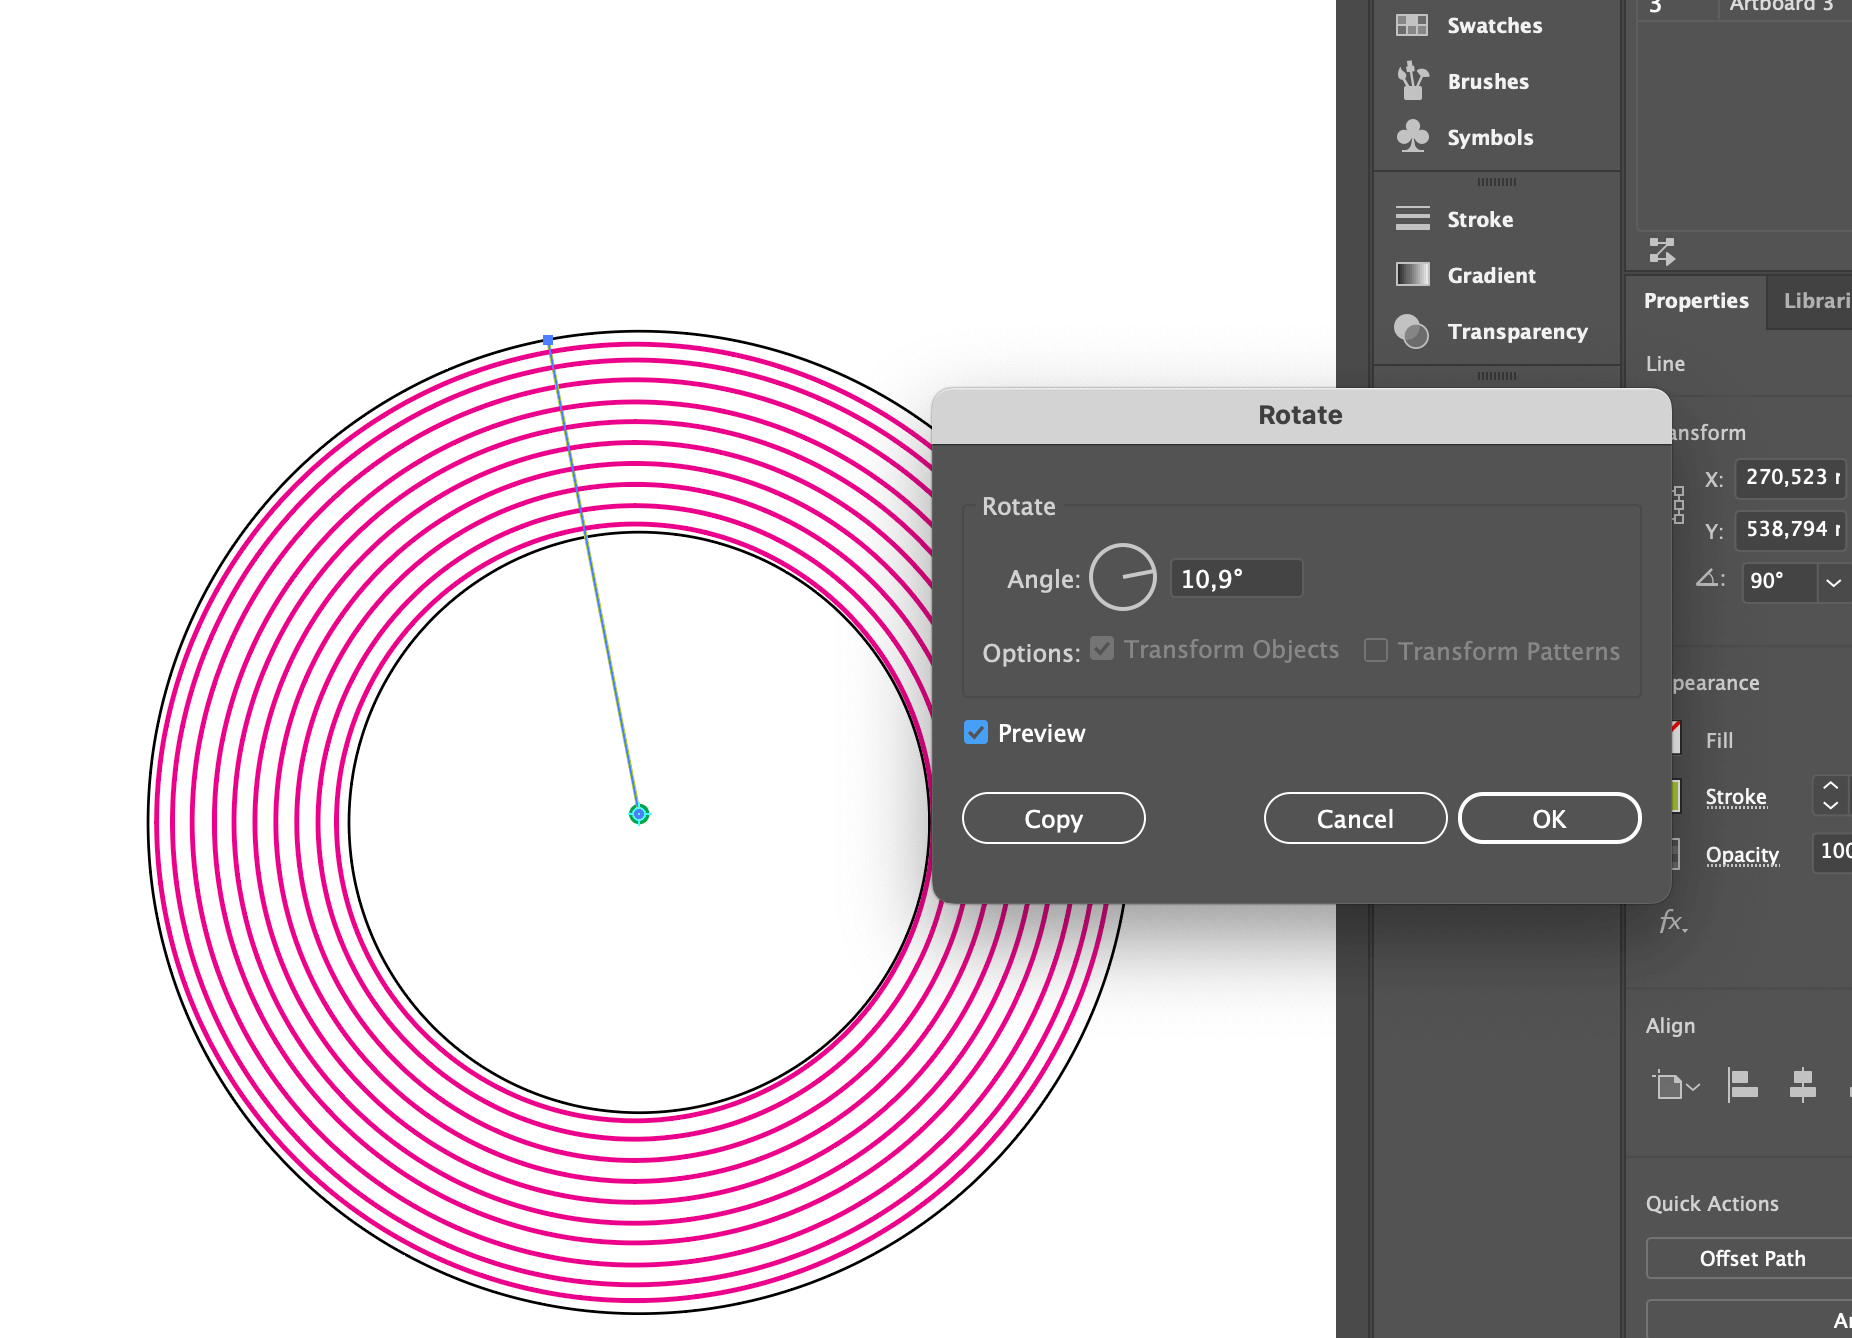 3 Artboard 3
Swatches
Brushes
Symbols
Stroke
Gradient
Transparency
Properties Librari
Line
ansform
X: 270,523 r
Y: 538,794 r
90°
pearance
Fill
Stroke
Opacity 100
fx.
Align
Quick Actions
Offset Path
Ar
Rotate
Rotate
Angle: 10,9°
Options: Transform Objects Transform Patterns
Preview
Copy Cancel OK